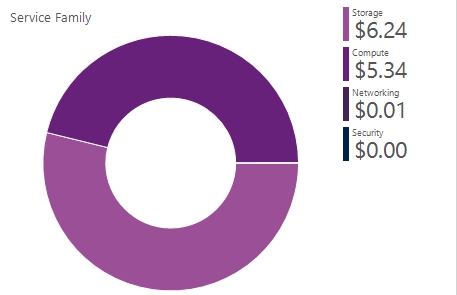 Service Family
Storage
$6.24
Compute
$5.34
Networking
$0.01
Security
$0.00